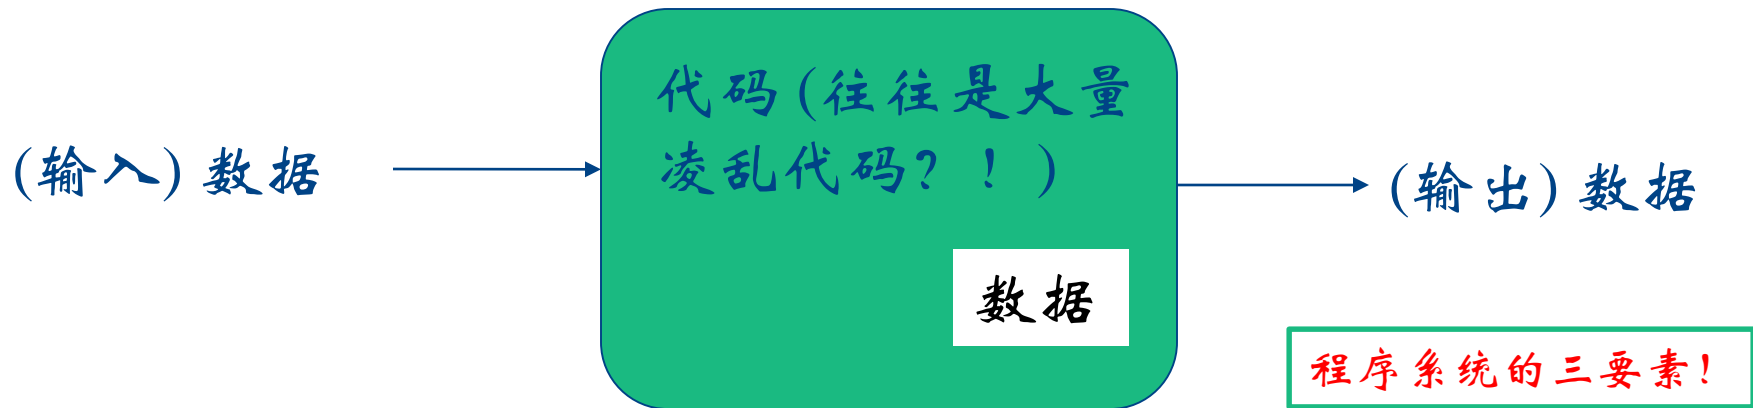 (输入)数据
代码(往往是大量
凌乱代码?!)
数据
(输出)数据
程序系统的三要素!